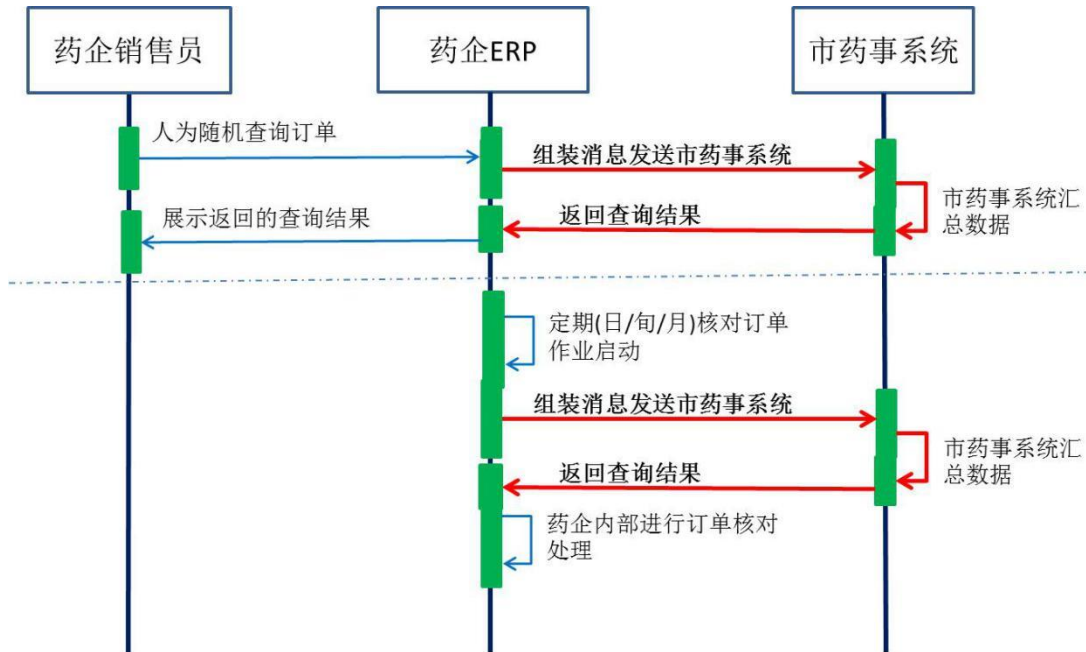 药企销售员
药企ERP
市药事系统
人为随机查询订单
组装消息发送市药事系统
市药事系统汇
总数据
展示返回的查询结果
返回查询结果
定期(日/旬/月)核对订单
作业启动
组装消息发送市药事系统
市药事系统汇
总数据
返回查询结果
药企内部进行订单核对
处理